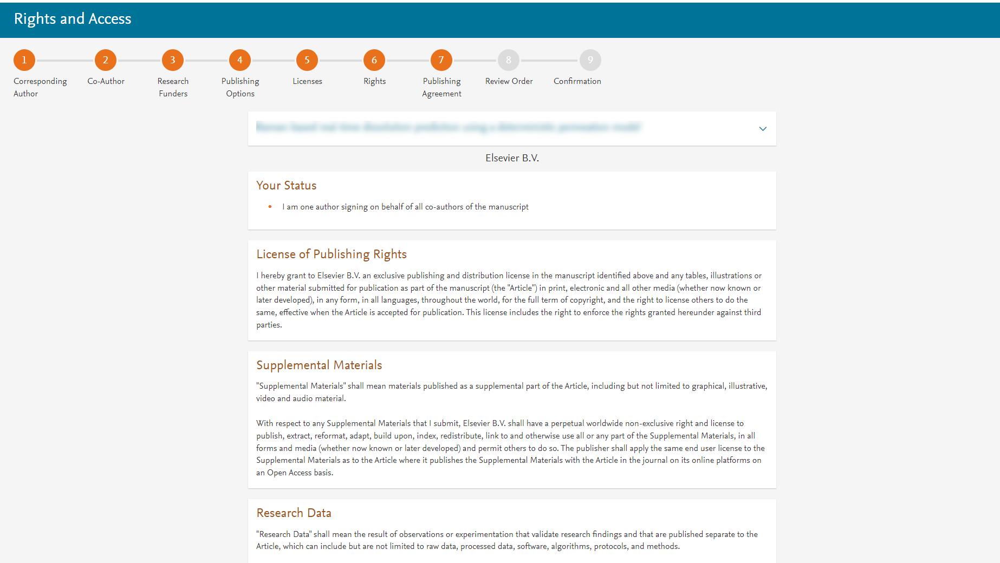 Rights and Access
1 2 3 4 5 6 7 8 9
Corresponding Co-Author Research Publishing Licenses Rights Publishing Review Order Confirmation
Author Funders Options Agreement
Elsevier B.V.
Your Status
• I am one author signing on behalf of all co-authors of the manuscript
License of Publishing Rights
I hereby grant to Elsevier B.V. an exclusive publishing and distribution license in the manuscript identified above and any tables, illustrations or
other material submitted for publication as part of the manuscript (the "Article") in print, electronic and all other media (whether now known or
later developed), in any form, in all languages, throughout the world, for the full term of copyright, and the right to license others to do the
same, effective when the Article is accepted for publication. This license includes the right to enforce the rights granted hereunder against third
parties.
Supplemental Materials
"Supplemental Materials" shall mean materials published as a supplemental part of the Article, including but not limited to graphical, illustrative,
video and audio material.
With respect to any Supplemental Materials that I submit, Elsevier B.V. shall have a perpetual worldwide non-exclusive right and license to
publish, extract, reformat, adapt, build upon, index, redistribute, link to and otherwise use all or any part of the Supplemental Materials, in all
forms and media (whether now known or later developed) and permit others to do so. The publisher shall apply the same end user license to the
Supplemental Materials as to the Article where it publishes the Supplemental Materials with the Article in the journal on its online platforms on
an Open Access basis.
Research Data
"Research Data" shall mean the result of observations or experimentation that validate research findings and that are published separate to the
Article, which can include but are not limited to raw data, processed data, software, algorithms, protocols, and methods.